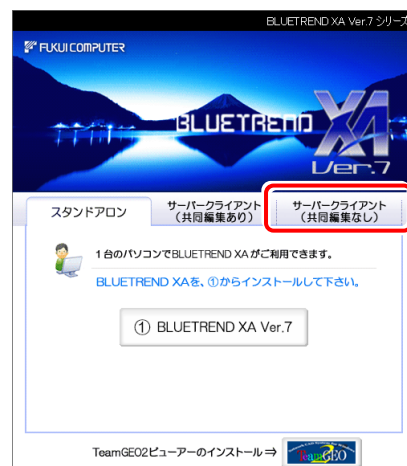 BLUETREND XA Ver.7 シリーズ
FUKUI COMPUTER
BLUETREND XA
Ver.7
スタンドアロン
サーバークライアント
（共同編集あり）
サーバークライアント
（共同編集なし）
1台のパソコンでBLUETREND XAがご利用できます。
BLUETREND XAを、①からインストールして下さい。
① BLUETREND XA Ver.7
TeamGEO2ビューアーのインストール⇒
TeamGEO